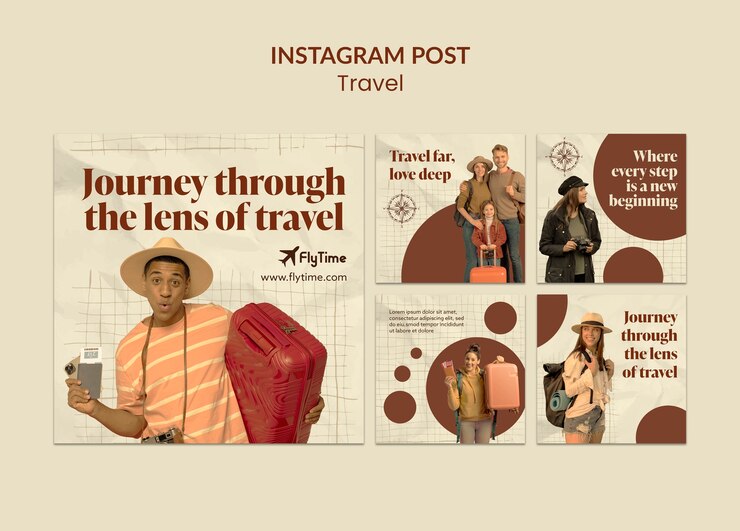 INSTAGRAM POST
Travel
Journey through
the lens of travel
FlyTime
www.flytime.com
Travel far,
love deep
Where
every step
is a new
beginning
Lorem ipsum dolor sit amet,
consectetur adipiscing elit,
sed do eiusmod tempor incididunt
ut labore et dolore
Journey
through
the lens
of travel